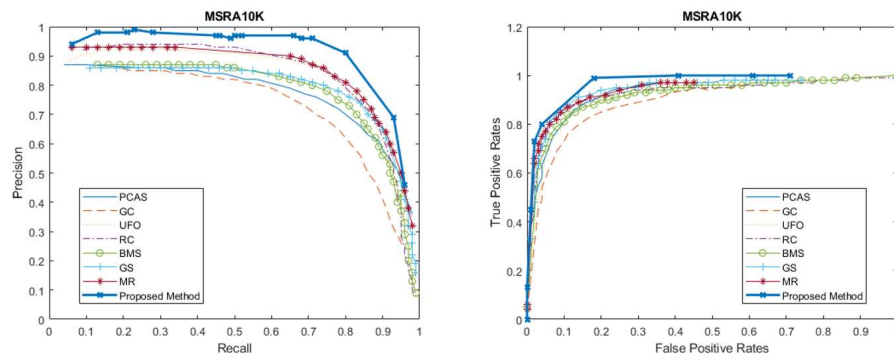 MSRA10K
1
0.9
0.8
0.7
0.6
0.5
0.4
0.3
0.2
0.1
0
Precision
PCAS
GC
UFO
RC
BMS
GS
MR
Proposed Method
0 0.1 0.2 0.3 0.4 0.5 0.6 0.7 0.8 0.9 1
Recall
MSRA10K
1.2
1
0.8
0.6
0.4
0.2
0
True Positive Rates
PCAS
GC
UFO
RC
BMS
GS
MR
Proposed Method
0 0.1 0.2 0.3 0.4 0.5 0.6 0.7 0.8 0.9
False Positive Rates